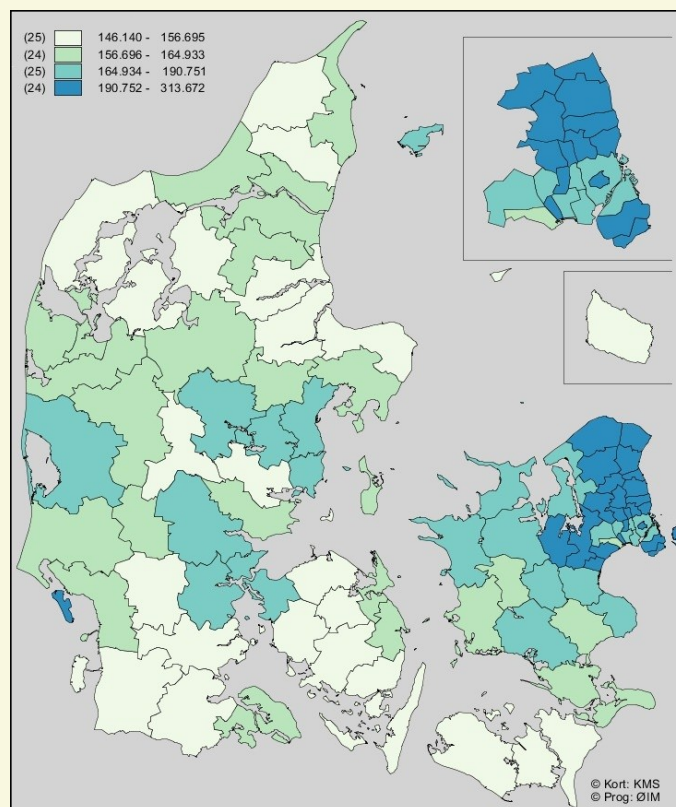 (25) 146.140 - 156.695
(24) 156.696 - 164.933
(25) 164.934 - 190.751
(24) 190.752 - 313.672
© Kort: KMS
© Prog: ØIM